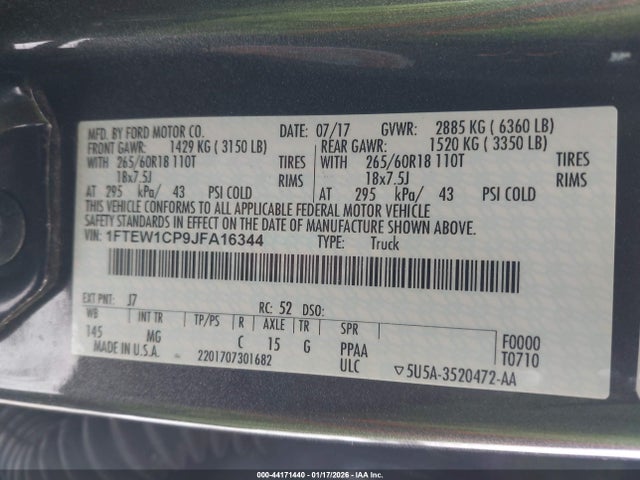 MFD. BY FORD MOTOR CO. DATE: 07/17 GVWR: 2885 KG ( 6360 LB)
FRONT GAWR: 1429 KG ( 3150 LB) REAR GAWR: 1520 KG ( 3350 LB)
WITH 265/60R18 110T TIRES WITH 265/60R18 110T TIRES
18x7.5J RIMS 18x7.5J RIMS
AT 295 kPa/ 43 PSI COLD AT 295 kPa/ 43 PSI COLD
THIS VEHICLE CONFORMS TO ALL APPLICABLE FEDERAL MOTOR VEHICLE
SAFETY STANDARDS IN EFFECT ON THE DATE OF MANUFACTURE SHOWN ABOVE.
VIN: 1FTEW1CP9JFA16344 TYPE: Truck
EXT PNT: J7 RC: 52 DSO:
WB INT TR TP/PS R AXLE TR SPR F0000
145 MG C 15 G PPAA T0710
MADE IN U.S.A. 2201707301682 ULC ▽5U5A-3520472-AA
000-44171440 - 01/17/2026 - IAA Inc.